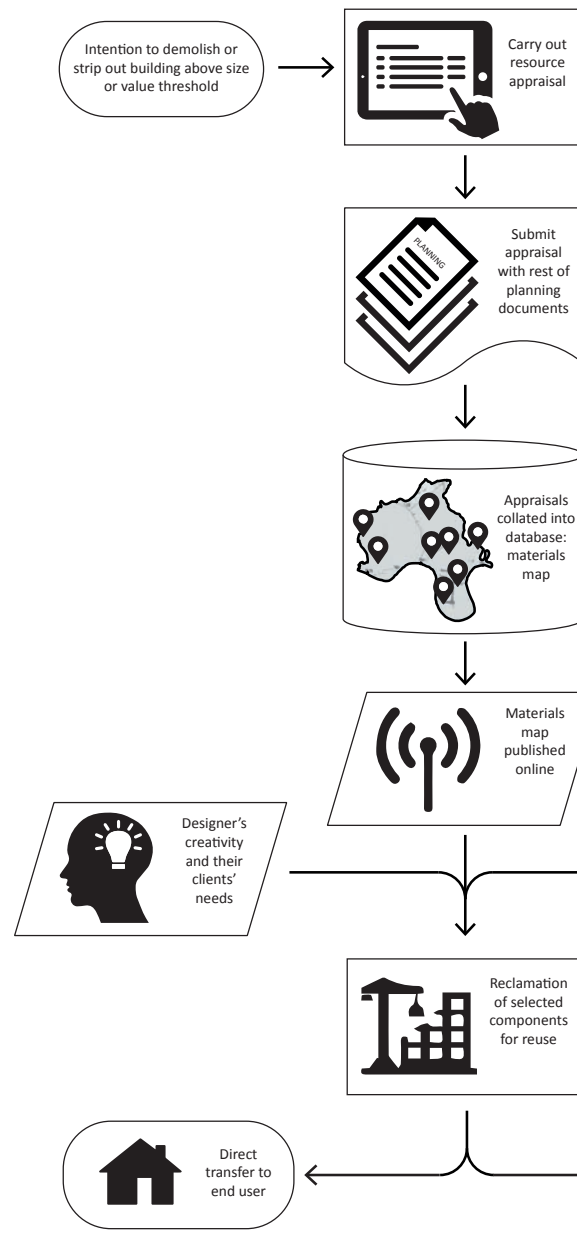 Intention to demolish or
strip out building above size
or value threshold
Carry out
resource
appraisal
PLANNING
Submit
appraisal
with rest of
planning
documents
Appraisals
collated into
database:
materials
map
Materials
map
published
online
Designer's
creativity
and their
clients'
needs
Reclamation
of selected
components
for reuse
Direct
transfer to
end user